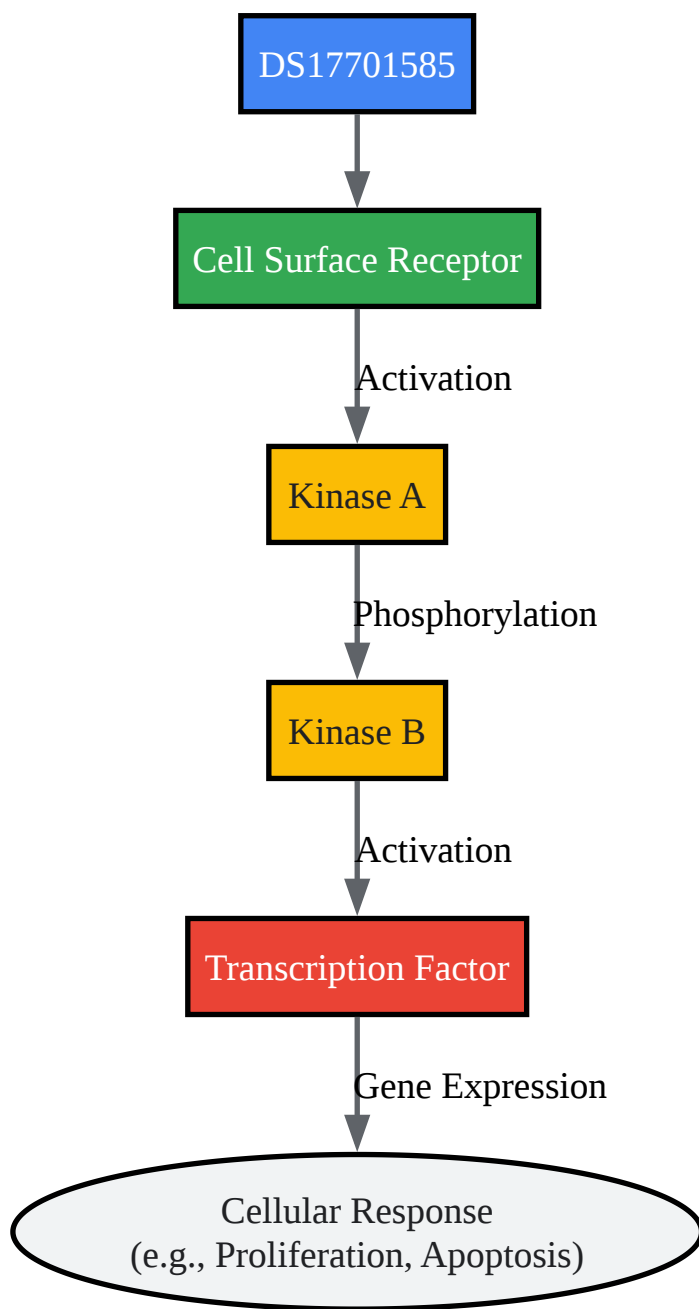 DS17701585
Cell Surface Receptor
Activation
Kinase A
Phosphorylation
Kinase B
Activation
Transcription Factor
Gene Expression
Cellular Response
(e.g., Proliferation, Apoptosis)